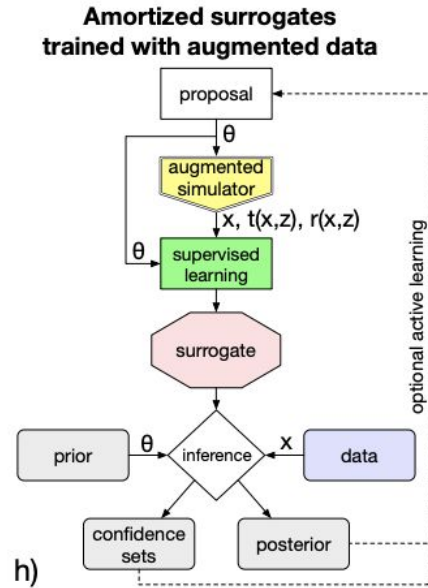 Amortized surrogates
trained with augmented data
proposal
θ
augmented
simulator
x, t(x,z), r(x,z)
θ
supervised
learning
surrogate
optional active learning
prior
θ
inference
x
data
confidence
sets
posterior
h)